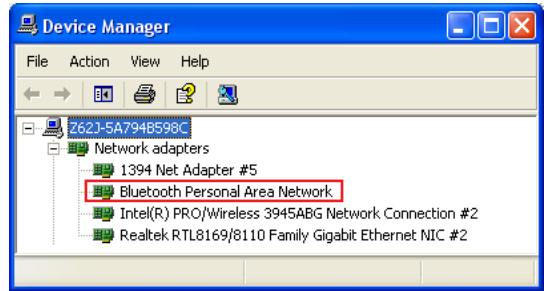 Device Manager
File Action View Help
Z62J-5A794B598C
Network adapters
1394 Net Adapter #5
Bluetooth Personal Area Network
Intel(R) PRO/Wireless 3945ABG Network Connection #2
Realtek RTL8169/8110 Family Gigabit Ethernet NIC #2